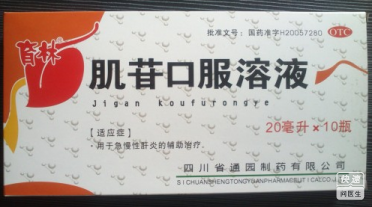 批准文号：国药准字H20057280
OTC
育林
肌苷口服溶液
Jigan Koufurongye
20毫升×10瓶
【适应症】
用于急慢性肝炎的辅助治疗。
四川省通园制药有限公司
SICHUANSHENGTONGYUANPHARMACEUTICALCO.,L
快速
问医生